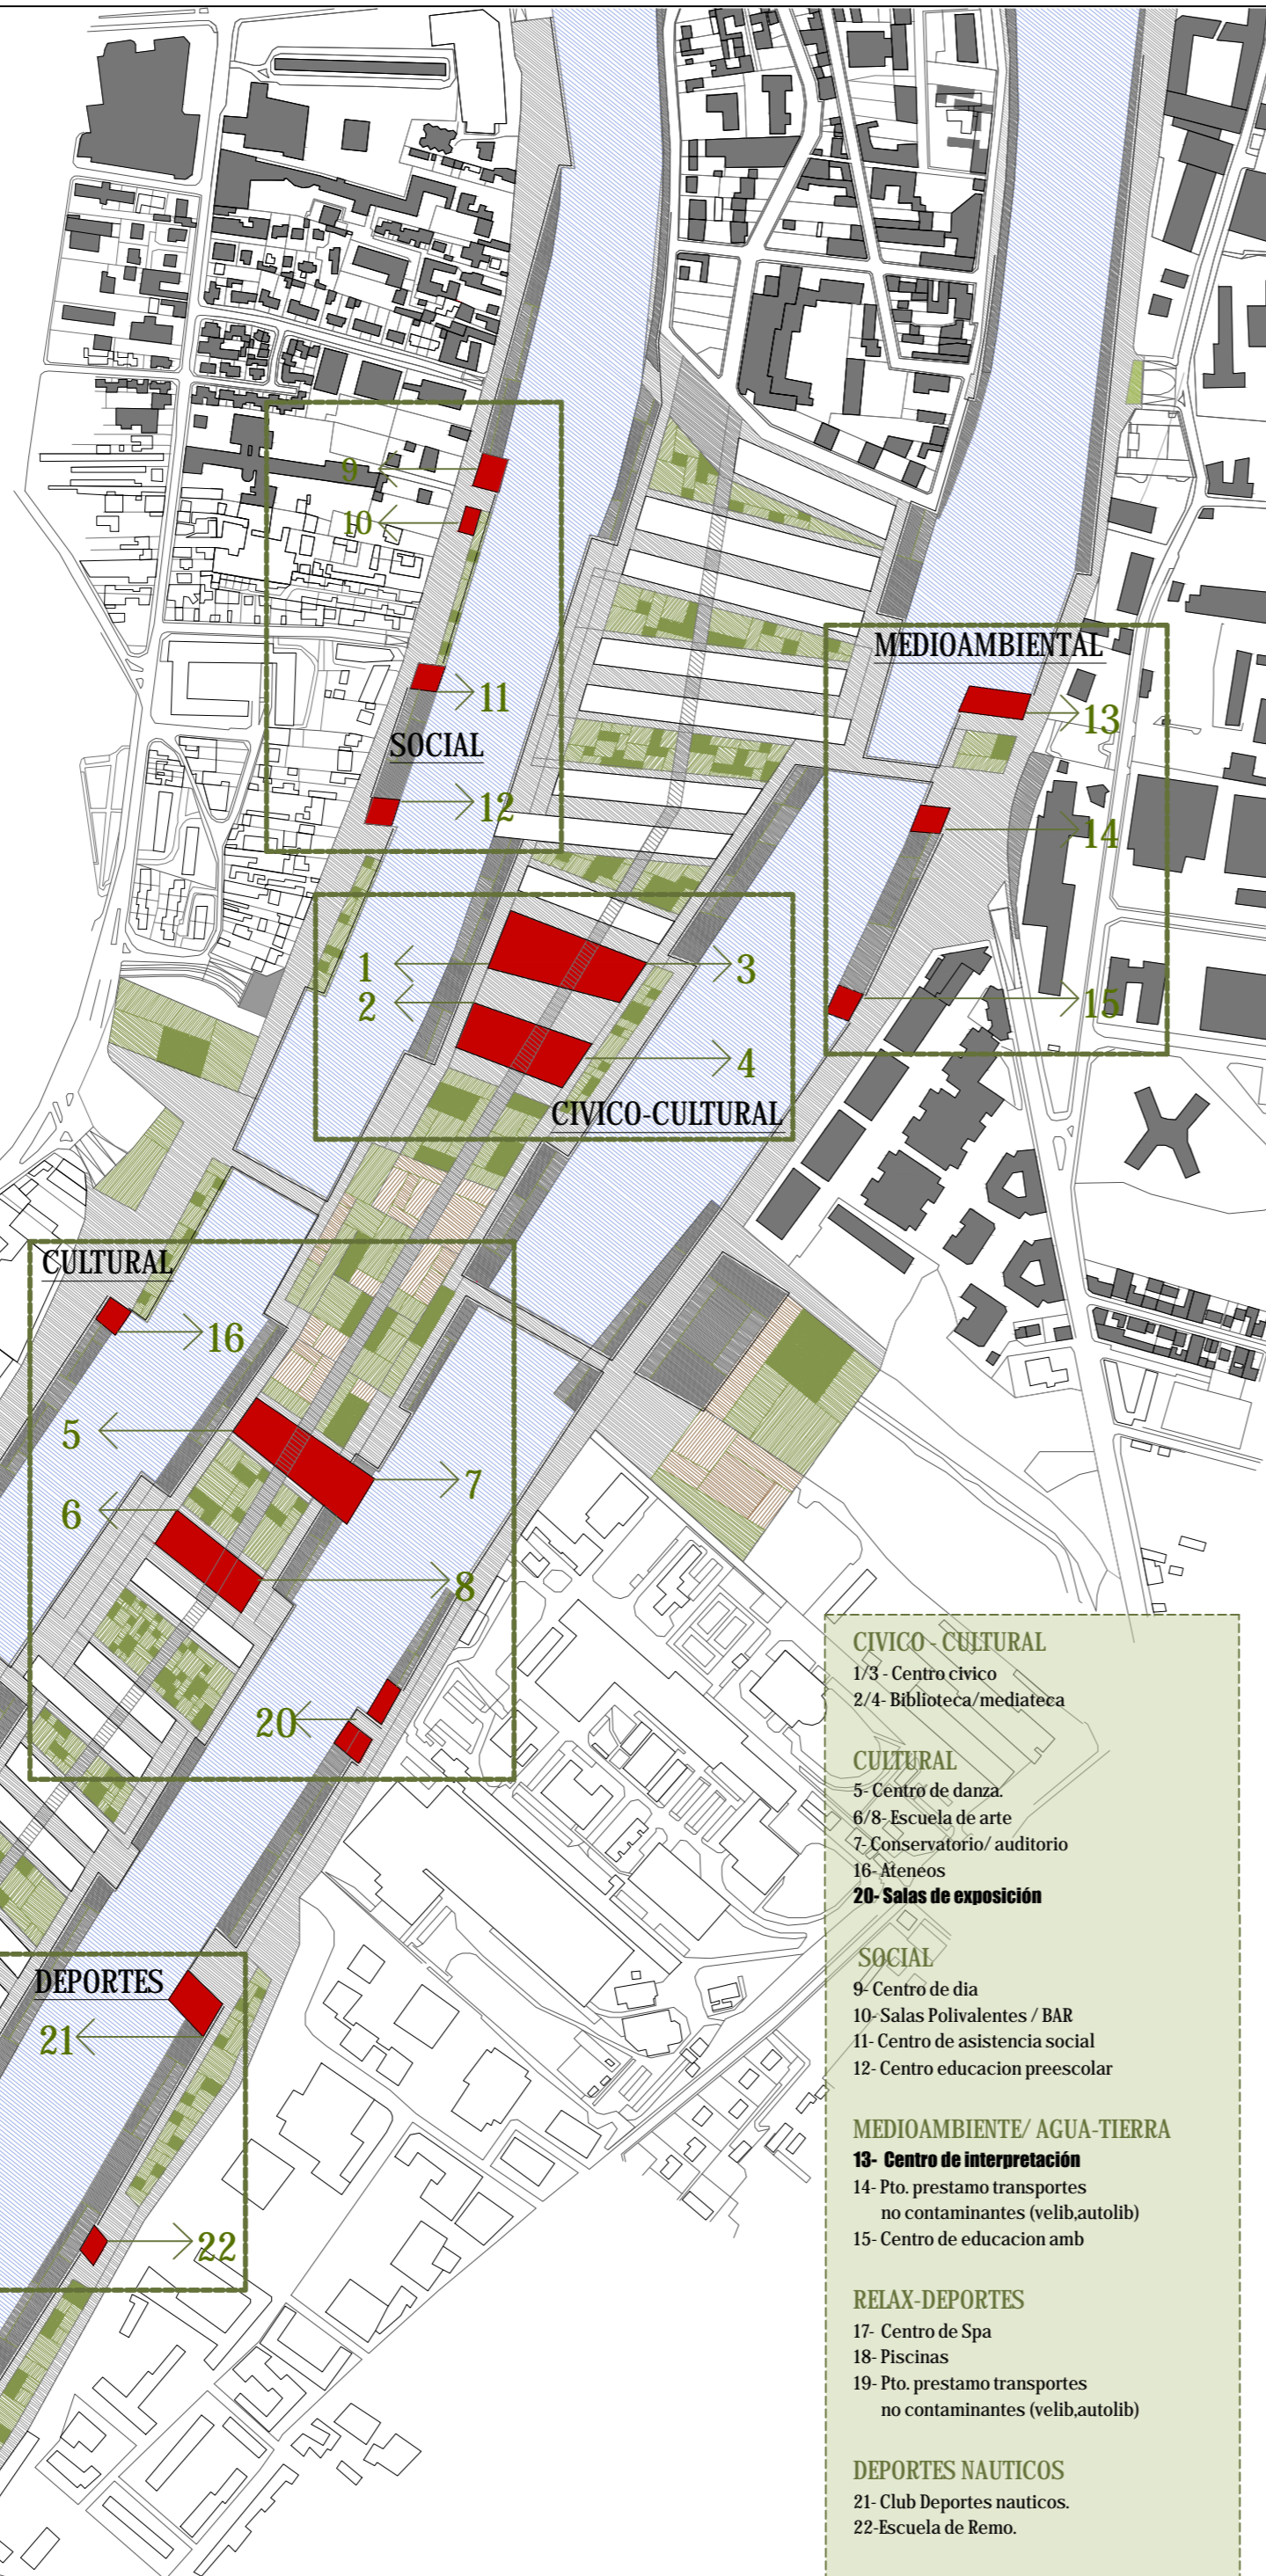 9
10
MEDIOAMBIENTAL
11
13
SOCIAL
12
14
1
3
2
15
4
CIVICO-CULTURAL
CULTURAL
16
5
7
6
8
20
DEPORTES
21
22
CIVICO - CULTURAL
1/3 - Centro civico
2/4- Biblioteca/mediateca
CULTURAL
5- Centro de danza.
6/8- Escuela de arte
7- Conservatorio/ auditorio
16- Ateneos
20- Salas de exposición
SOCIAL
9- Centro de dia
10- Salas Polivalentes / BAR
11- Centro de asistencia social
12- Centro educacion preescolar
MEDIOAMBIENTE/ AGUA-TIERRA
13- Centro de interpretación
14- Pto. prestamo transportes
no contaminantes (velib,autolib)
15- Centro de educacion amb
RELAX-DEPORTES
17- Centro de Spa
18- Piscinas
19- Pto. prestamo transportes
no contaminantes (velib,autolib)
DEPORTES NAUTICOS
21- Club Deportes nauticos.
22-Escuela de Remo.